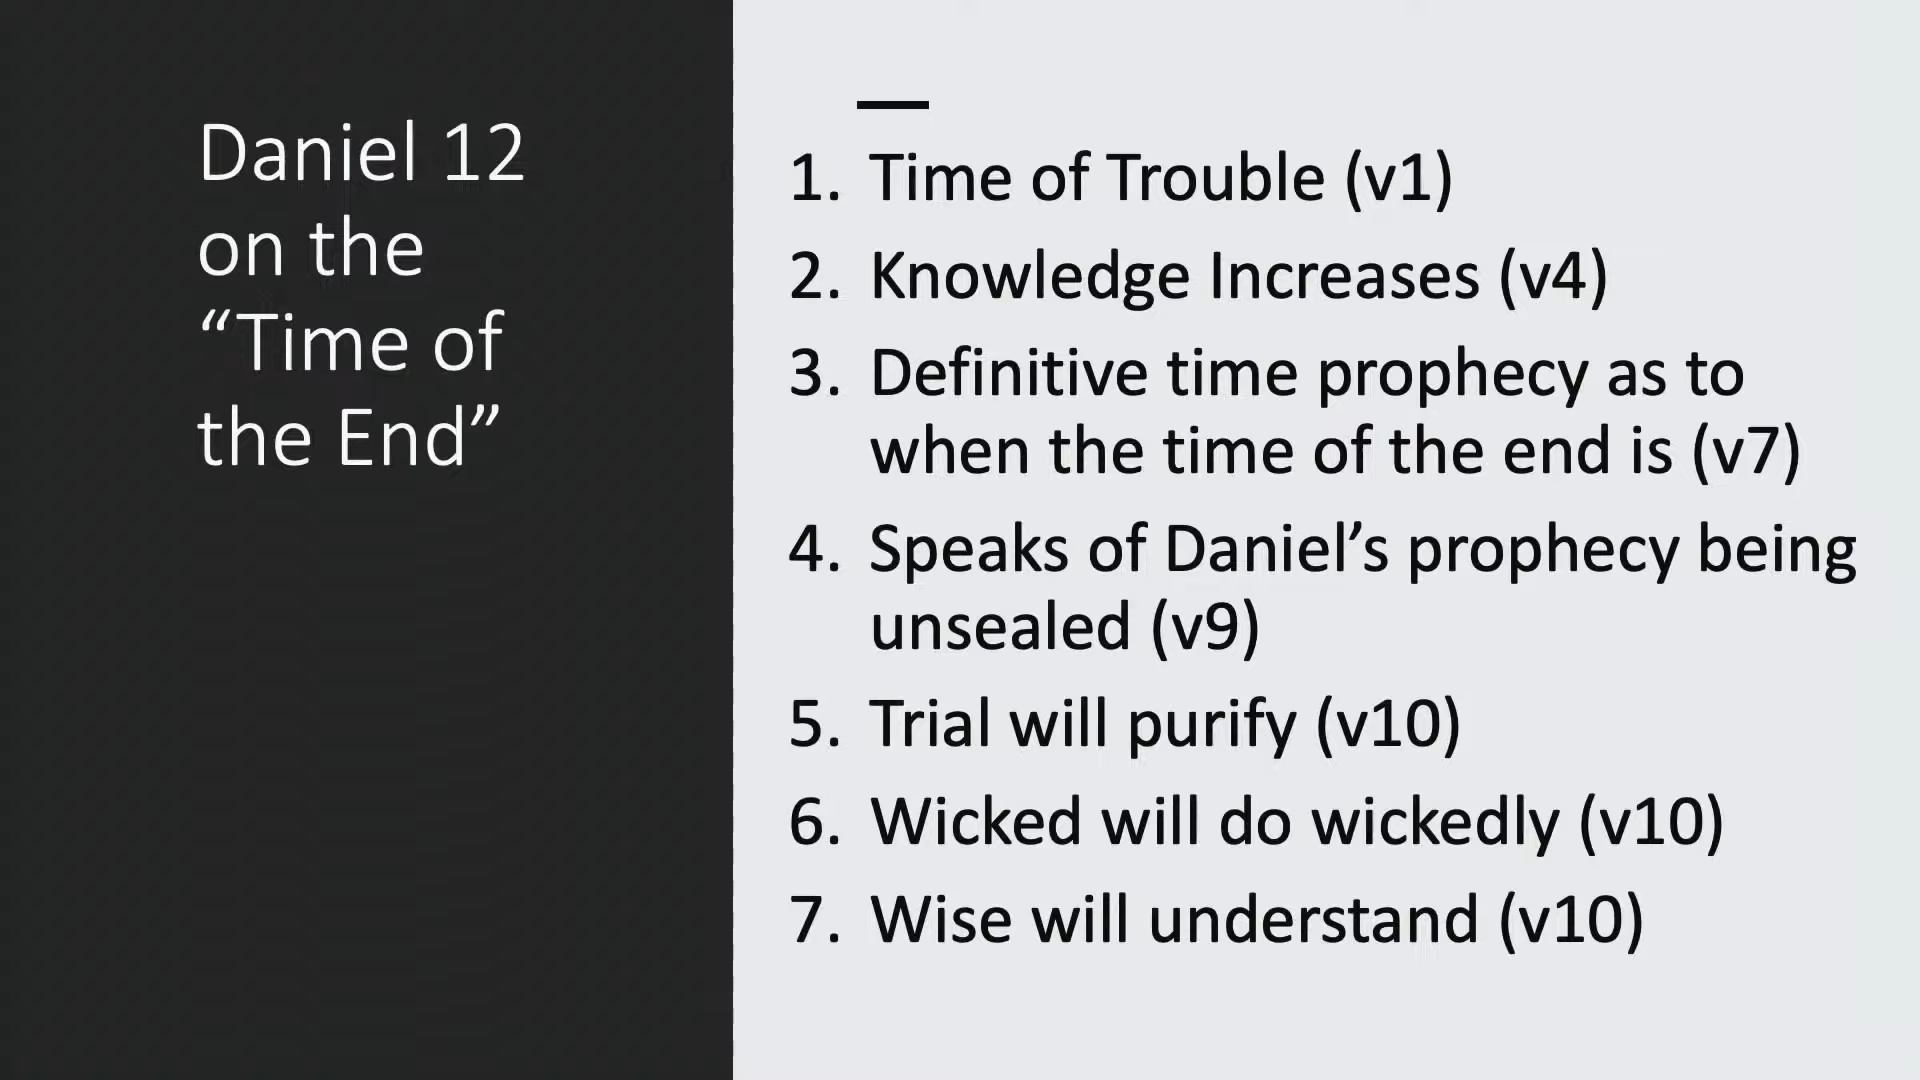 Daniel 12
on the
“Time of
the End”
1. Time of Trouble (v1)
2. Knowledge Increases (v4)
3. Definitive time prophecy as to
when the time of the end is (v7)
4. Speaks of Daniel’s prophecy being
unsealed (v9)
5. Trial will purify (v10)
6. Wicked will do wickedly (v10)
7. Wise will understand (v10)